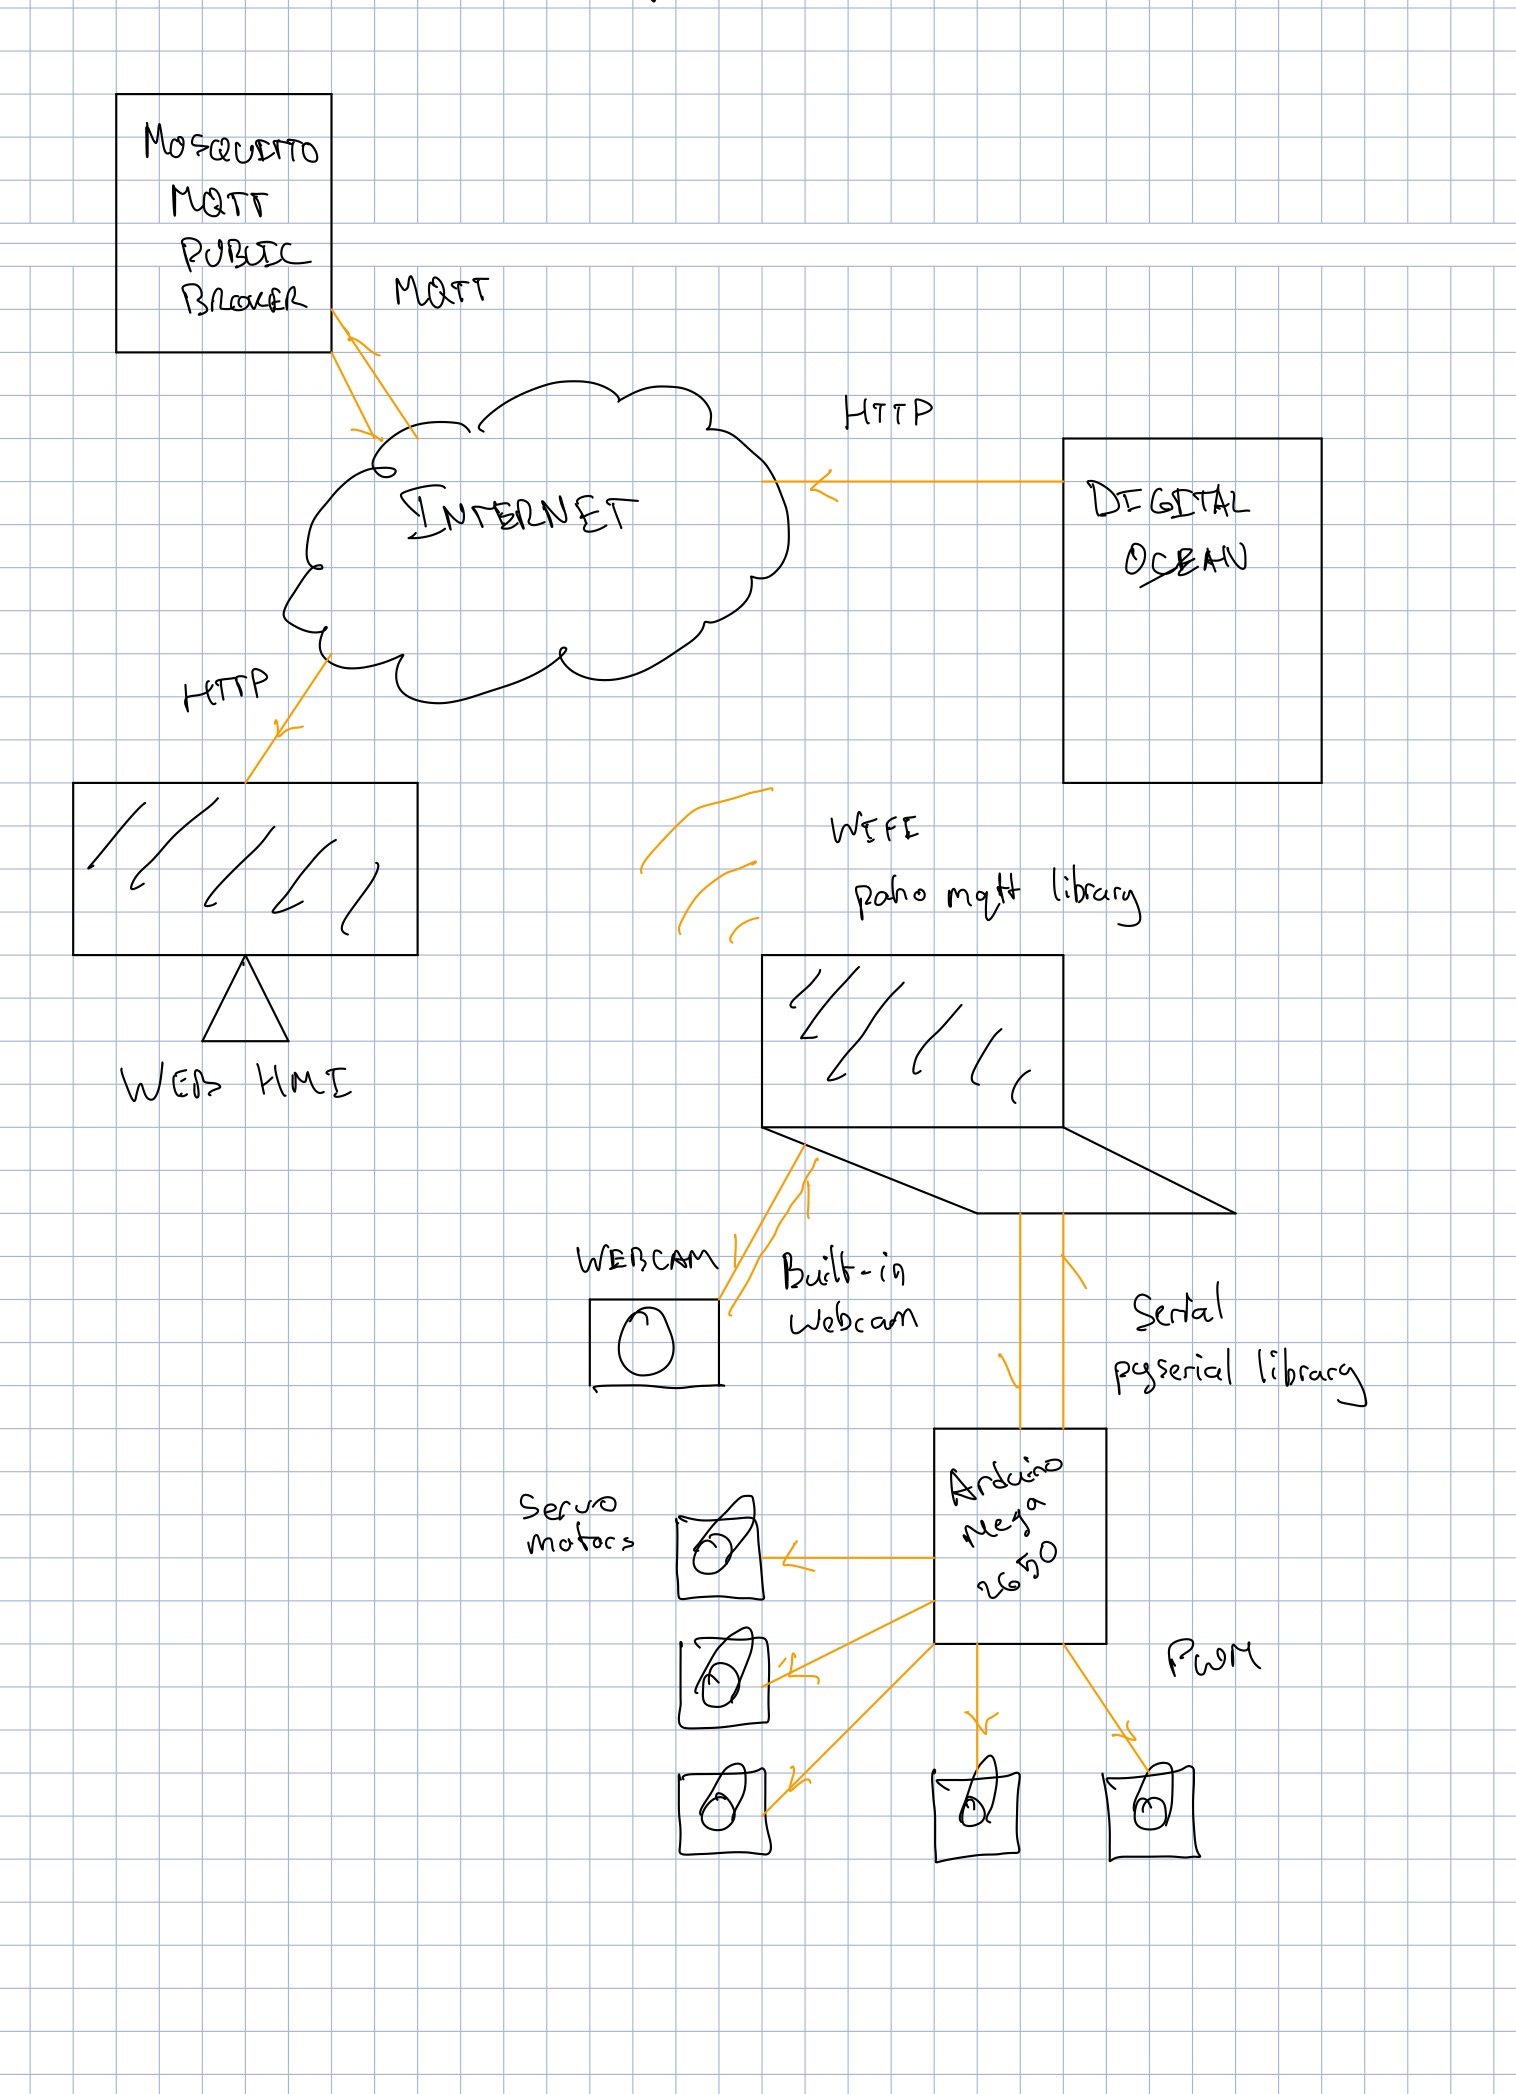 MOSQUITTO
MQTT
PUBLIC
BROKER
MQTT
INTERNET
HTTP
DIGITAL
OCEAN
HTTP
WEB HMI
WIFI
paho mqtt library
WEBCAM
Built-in
Webcam
Serial
pyserial library
Arduino
Mega
2650
Servo
motors
PWM